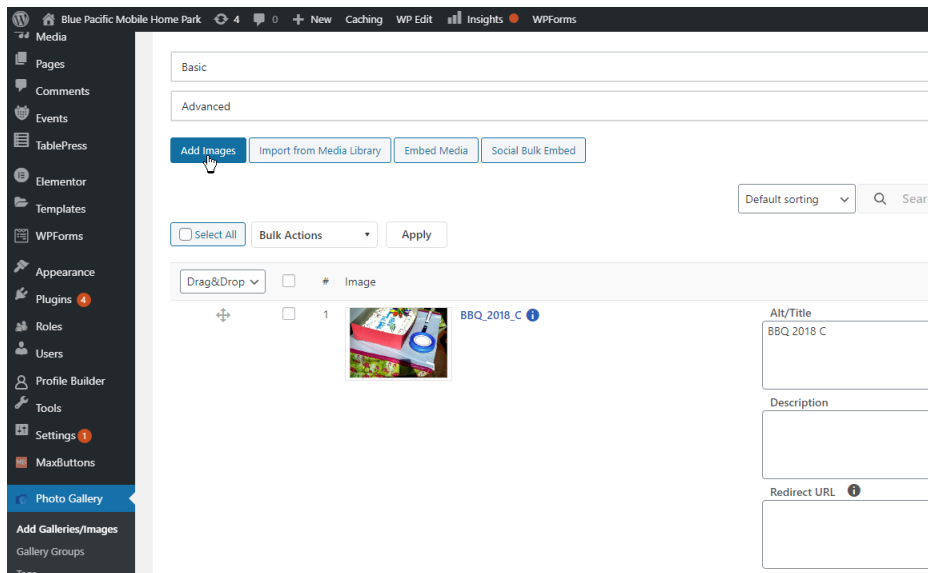 Blue Pacific Mobile Home Park 4 0 + New Caching WP Edit Insights WPForms
Media
Pages
Comments
Events
TablePress
Elementor
Templates
WPForms
Appearance
Plugins 4
Roles
Users
Profile Builder
Tools
Settings 1
MaxButtons
Photo Gallery
Add Galleries/Images
Gallery Groups
Tags
Basic
Advanced
Add Images Import from Media Library Embed Media Social Bulk Embed
Default sorting Sear
Select All Bulk Actions Apply
Drag&Drop # Image
1 BBQ_2018_C
Alt/Title
BBQ 2018 C
Description
Redirect URL